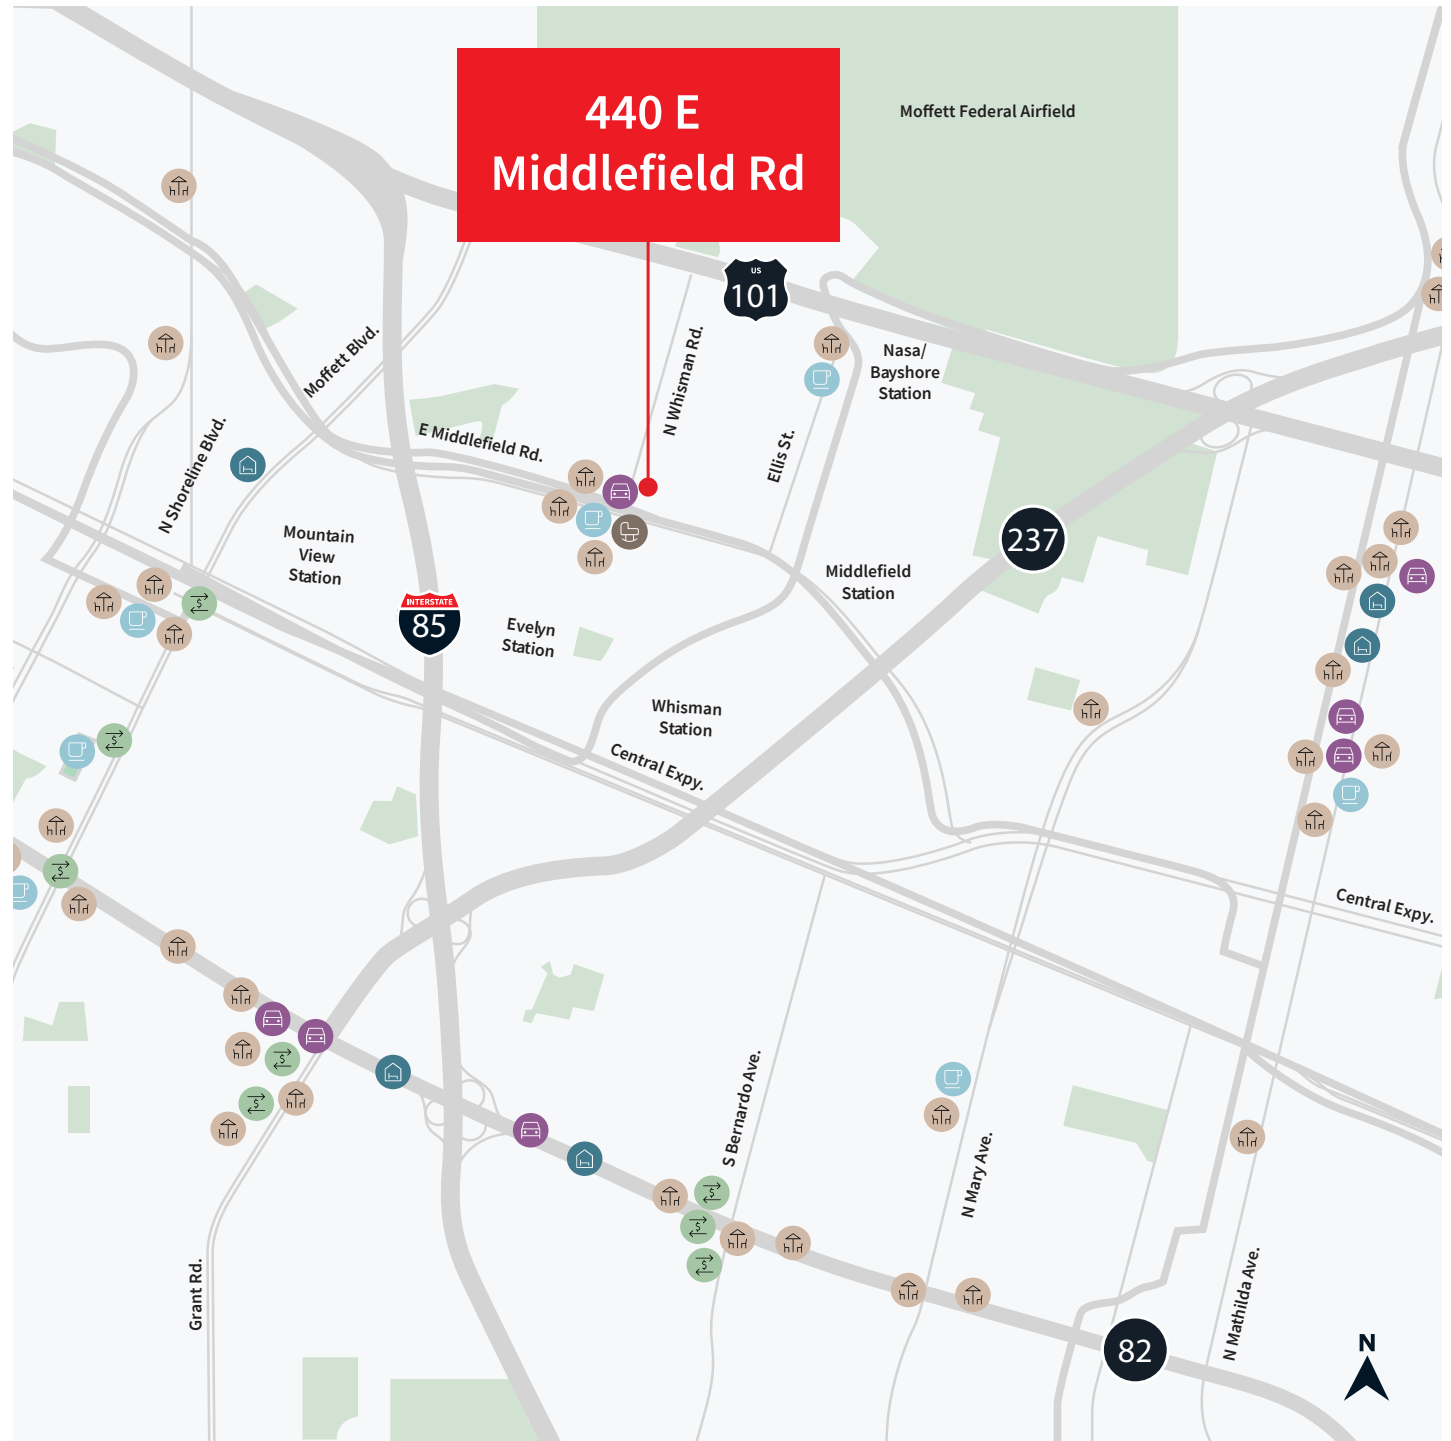 440 E
Middlefield Rd
Moffett Federal Airfield
US
101
Nasa/
Bayshore
Station
Moffett Blvd.
N Whisman Rd.
E Middlefield Rd.
Ellis St.
N Shoreline Blvd.
Mountain
View
Station
237
Middlefield
Station
INTERSTATE
85
Evelyn
Station
Whisman
Station
Central Expy.
Central Expy.
S Bernardo Ave.
N Mary Ave.
Grant Rd.
N Mathilda Ave.
82
N
$
$
$
$
$
$
$
$